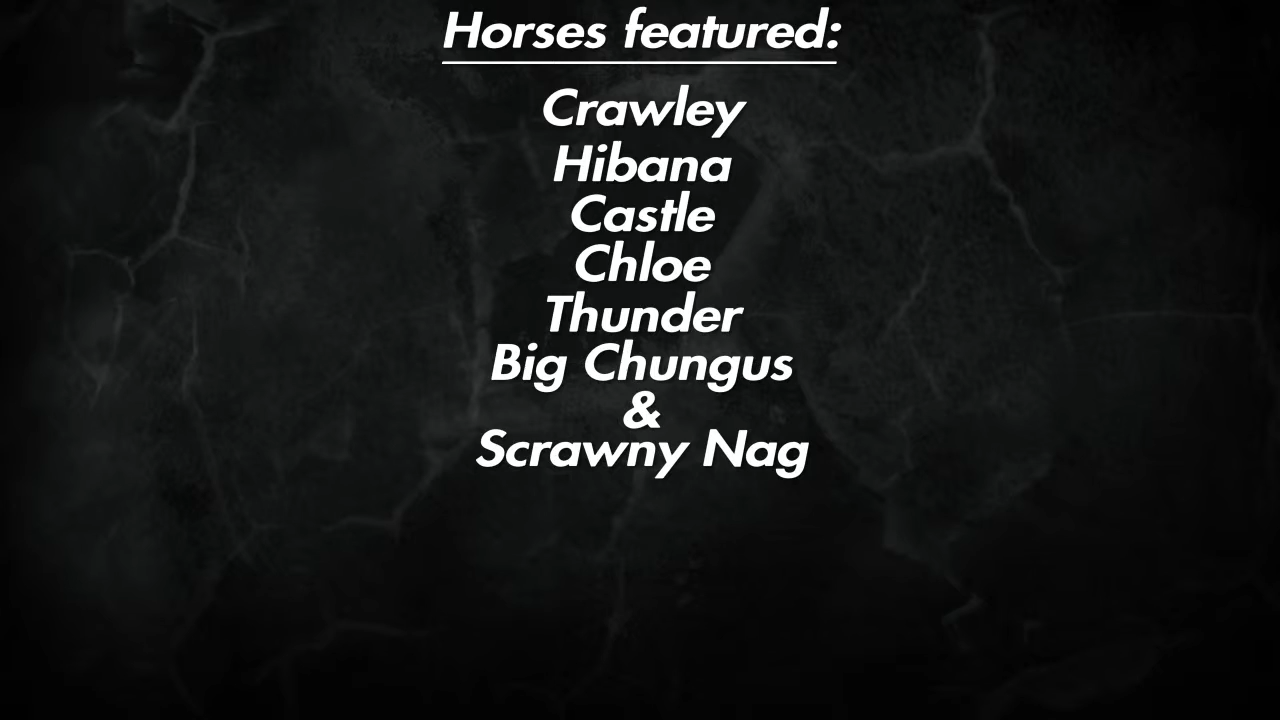 Horses featured:
Crawley
Hibana
Castle
Chloe
Thunder
Big Chungus
&
Scrawny Nag